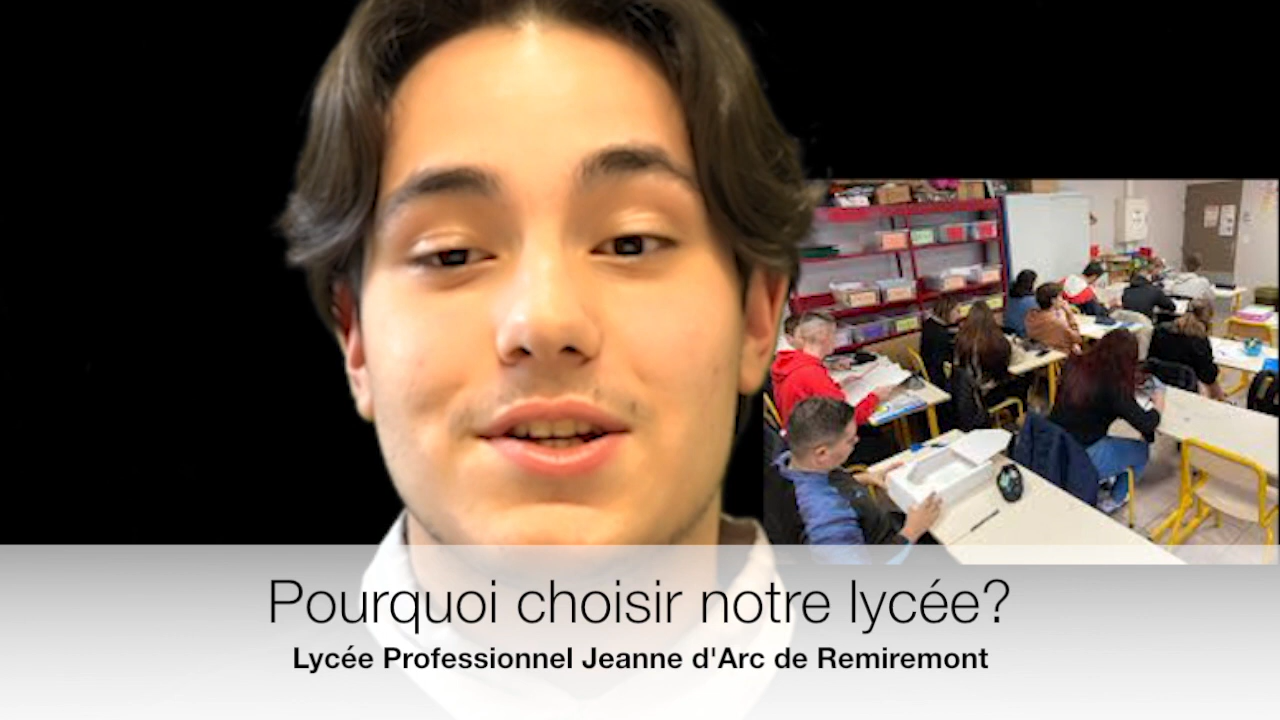 Pourquoi choisir notre lycée?
Lycée Professionnel Jeanne d'Arc de Remiremont